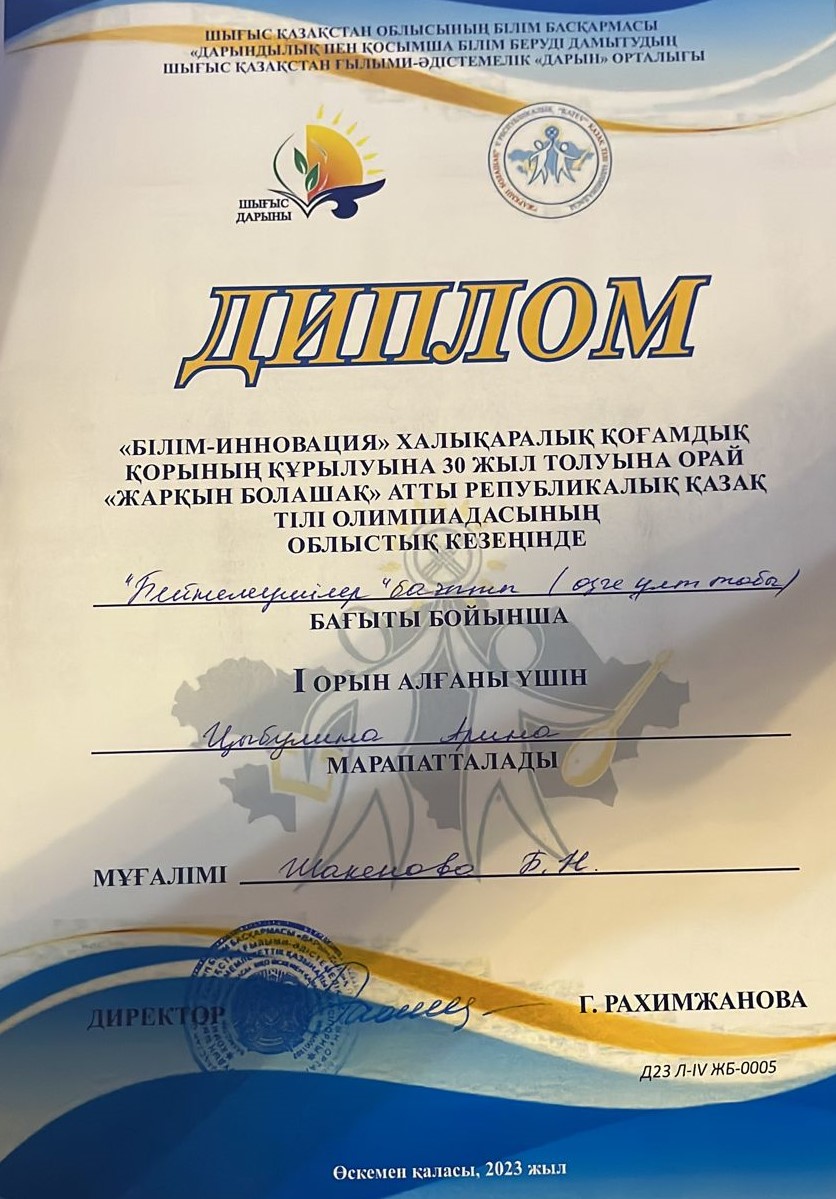 ШЫҒЫС ҚАЗАҚСТАН ОБЛЫСЫНЫҢ БІЛІМ БАСҚАРМАСЫ
«ДАРЫНДЫЛЫҚ ПЕН ҚОСЫМША БІЛІМ БЕРУДІ ДАМЫТУДЫҢ
ШЫҒЫС ҚАЗАҚСТАН ҒЫЛЫМИ-ӘДІСТЕМЕЛІК «ДАРЫН» ОРТАЛЫҒЫ
ШЫҒЫС
ДАРЫНЫ
ДИПЛОМ
«БІЛІМ-ИННОВАЦИЯ» ХАЛЫҚАРАЛЫҚ ҚОҒАМДЫҚ
ҚОРЫНЫҢ ҚҰРЫЛУЫНА 30 ЖЫЛ ТОЛУЫНА ОРАЙ
«ЖАРҚЫН БОЛАШАҚ» АТТЫ РЕПУБЛИКАЛЫҚ ҚАЗАҚ
ТІЛІ ОЛИМПИАДАСЫНЫҢ
ОБЛЫСТЫҚ КЕЗЕҢІНДЕ
(өзге ұлт тобы)
БАҒЫТЫ БОЙЫНША
I ОРЫН АЛҒАНЫ ҮШІН
Цыбулина Арина
МАРАПАТТАЛАДЫ
МҰҒАЛІМІ Шакенова Б.Н.
ДИРЕКТОР Г. РАХИМЖАНОВА
Д23 Л-IV ЖБ-0005
Өскемен қаласы, 2023 жыл